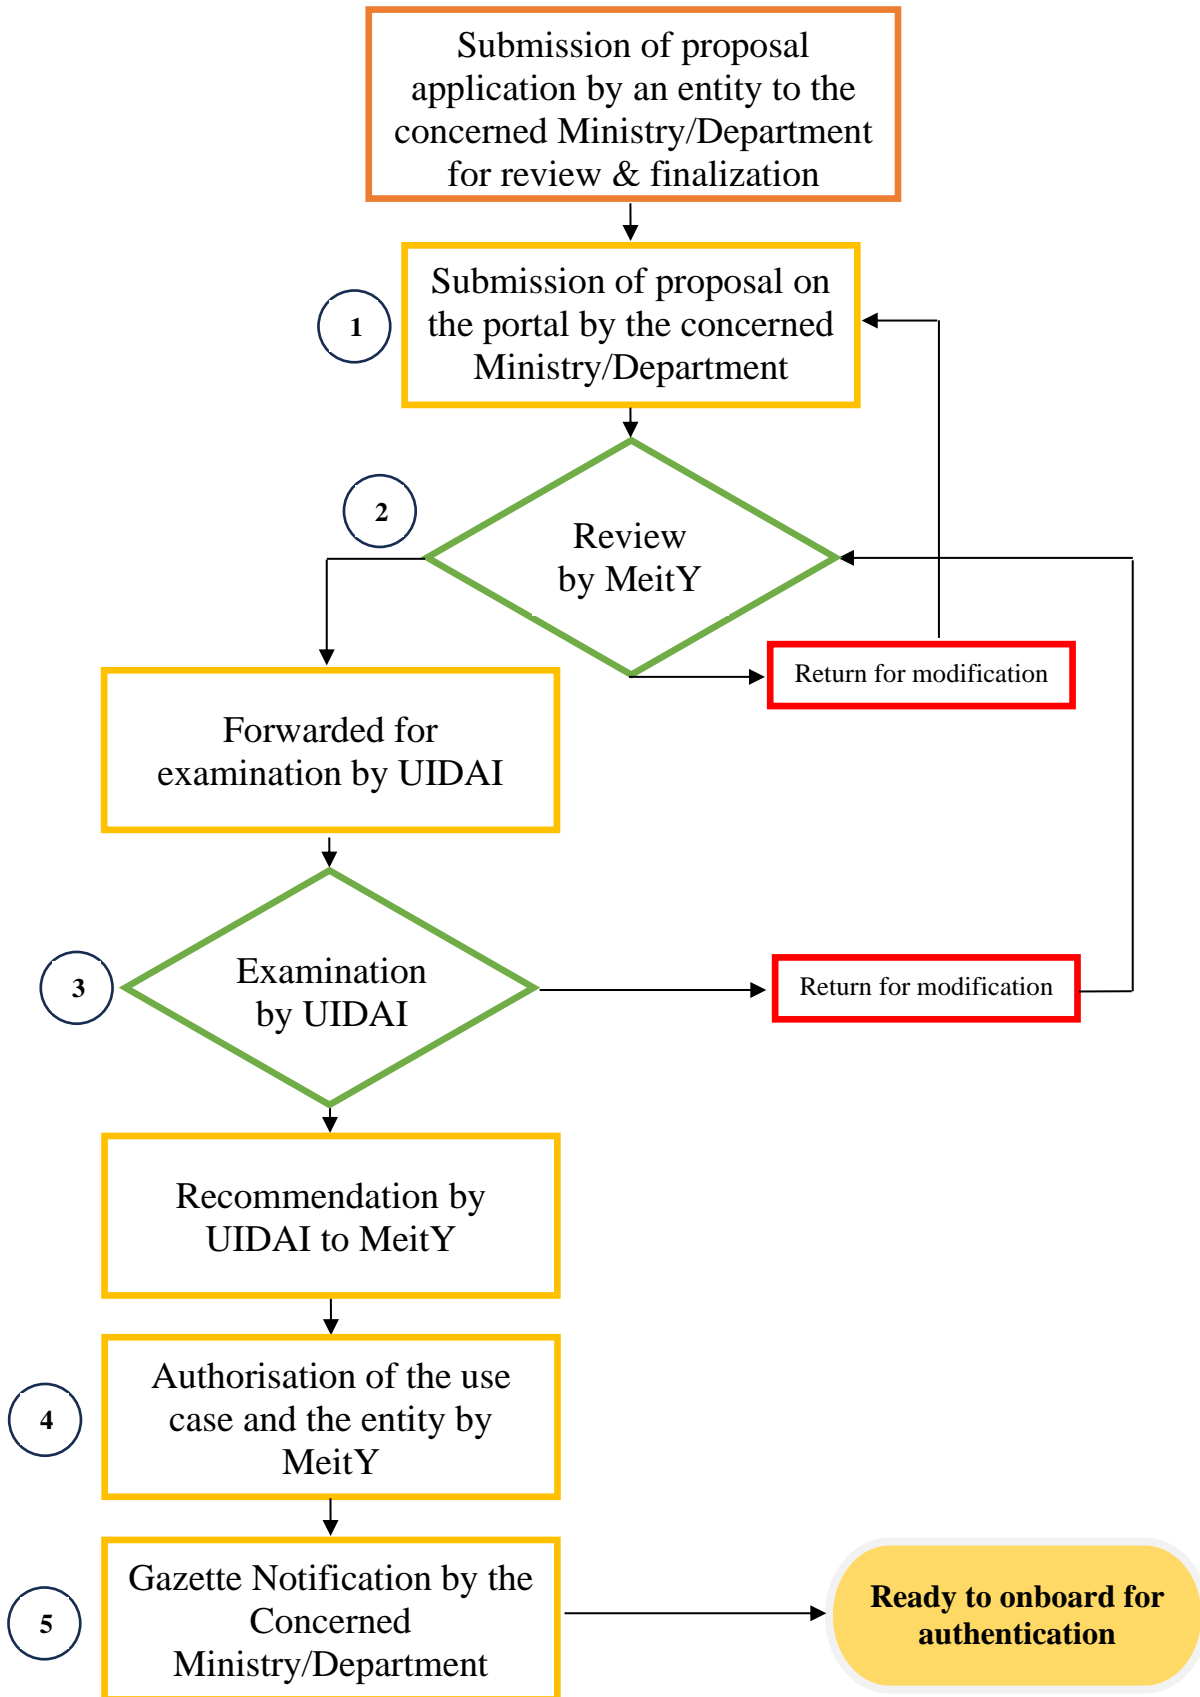 Submission of proposal
application by an entity to the
concerned Ministry/Department
for review & finalization
1
Submission of proposal on
the portal by the concerned
Ministry/Department
2
Review
by MeitY
Return for modification
Forwarded for
examination by UIDAI
3
Examination
by UIDAI
Return for modification
Recommendation by
UIDAI to MeitY
4
Authorisation of the use
case and the entity by
MeitY
5
Gazette Notification by the
Concerned
Ministry/Department
Ready to onboard for
authentication